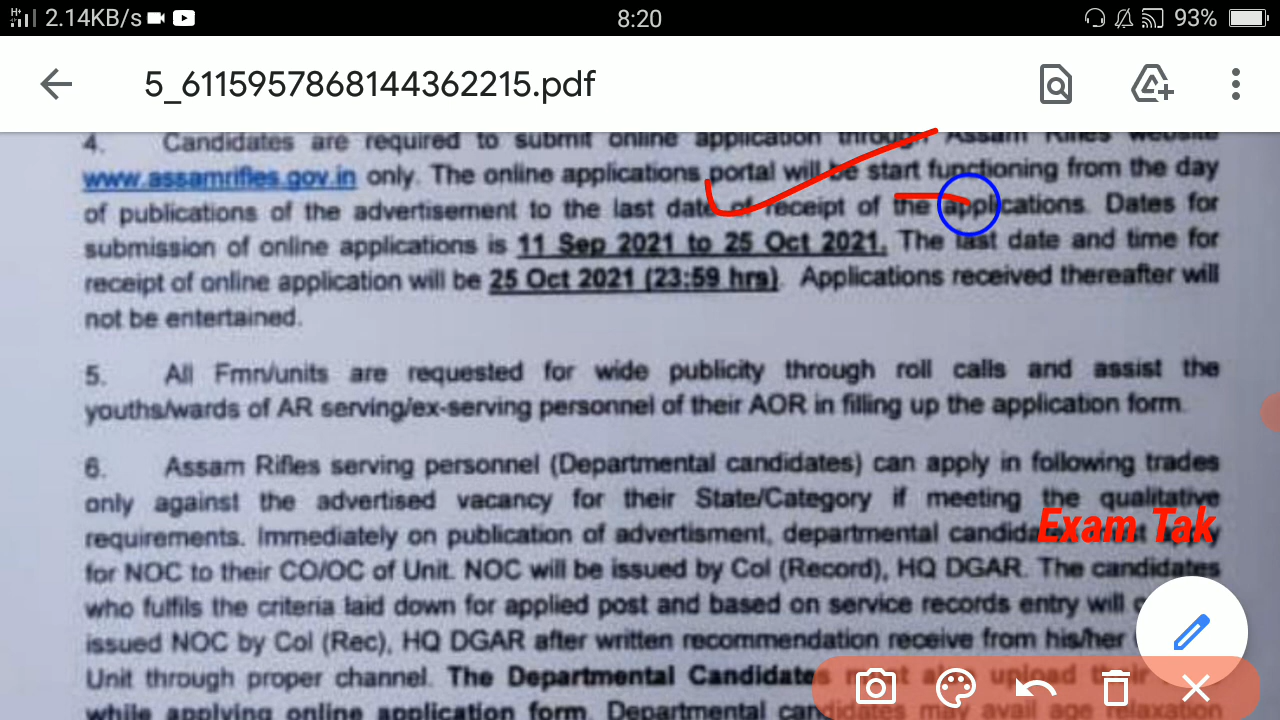 2.14KB/s 8:20 93%
5_6115957868144362215.pdf
4. Candidates are required to submit online application through Assam Rifles website
www.assamrifles.gov.in only. The online applications portal will be start functioning from the day
of publications of the advertisement to the last date of receipt of the applications. Dates for
submission of online applications is 11 Sep 2021 to 25 Oct 2021. The last date and time for
receipt of online application will be 25 Oct 2021 (23:59 hrs). Applications received thereafter will
not be entertained.
5. All Fmn/units are requested for wide publicity through roll calls and assist the
youths/wards of AR serving/ex-serving personnel of their AOR in filling up the application form.
6. Assam Rifles serving personnel (Departmental candidates) can apply in following trades
only against the advertised vacancy for their State/Category if meeting the qualitative
requirements. Immediately on publication of advertisment, departmental
Exam Tak
for NOC to their CO/OC of Unit. NOC will be issued by Col (Record), HQ DGAR. The candidates
who fulfils the criteria laid down for applied post and based on service records entry will
issued NOC by Col (Rec), HQ DGAR after written recommendation receive from his/her
Unit through proper channel. The Departmental Candidates must also upload
while applying online application form. Departmental candidates may avail age relaxation